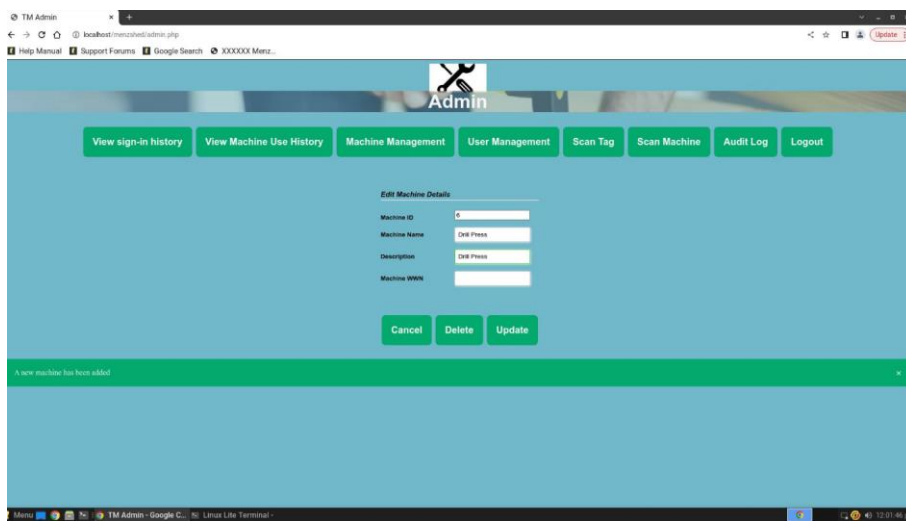 TM Admin
localhost/menzshed/admin.php
Update
Help Manual Support Forums Google Search XXXXXX Menz...
Admin
View sign-in history View Machine Use History Machine Management User Management Scan Tag Scan Machine Audit Log Logout
Edit Machine Details
Machine ID 6
Machine Name Drill Press
Description Drill Press
Machine WWN
Cancel Delete Update
A new machine has been added ×
Menu TM Admin - Google C... Linux Lite Terminal - 12:01:46